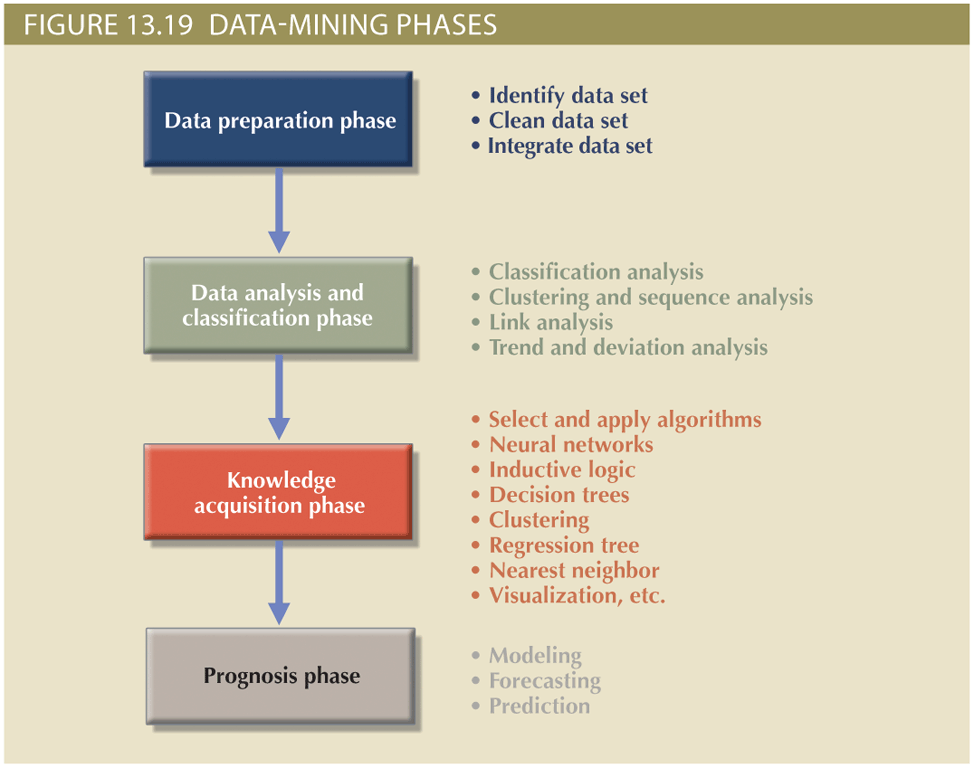 FIGURE 13.19 DATA-MINING PHASES
Data preparation phase
• Identify data set
• Clean data set
• Integrate data set
Data analysis and
classification phase
• Classification analysis
• Clustering and sequence analysis
• Link analysis
• Trend and deviation analysis
Knowledge
acquisition phase
• Select and apply algorithms
• Neural networks
• Inductive logic
• Decision trees
• Clustering
• Regression tree
• Nearest neighbor
• Visualization, etc.
Prognosis phase
• Modeling
• Forecasting
• Prediction